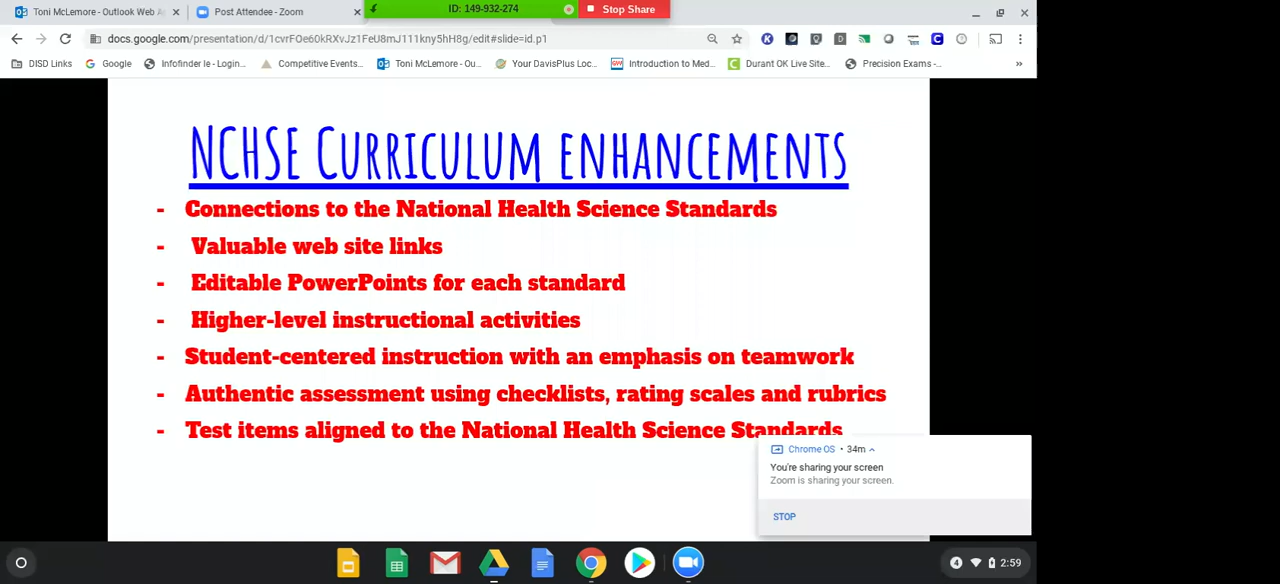 Toni McLemore - Outlook Web A
Post Attendee - Zoom
ID: 149-932-274
Stop Share
docs.google.com/presentation/d/1cvrFOe60kRXvJz1FeU8mJ111kny5hH8g/edit#slide=id.p1
DISD Links
Google
Infofinder le - Login...
Competitive Events...
Toni McLemore - Ou...
Your DavisPlus Loc...
Introduction to Med...
Durant OK Live Site...
Precision Exams -...
»
NCHSE Curriculum enhancements
- Connections to the National Health Science Standards
- Valuable web site links
- Editable PowerPoints for each standard
- Higher-level instructional activities
- Student-centered instruction with an emphasis on teamwork
- Authentic assessment using checklists, rating scales and rubrics
- Test items aligned to the National Health Science Standards
Chrome OS • 34m
You're sharing your screen
Zoom is sharing your screen.
STOP
4
2:59